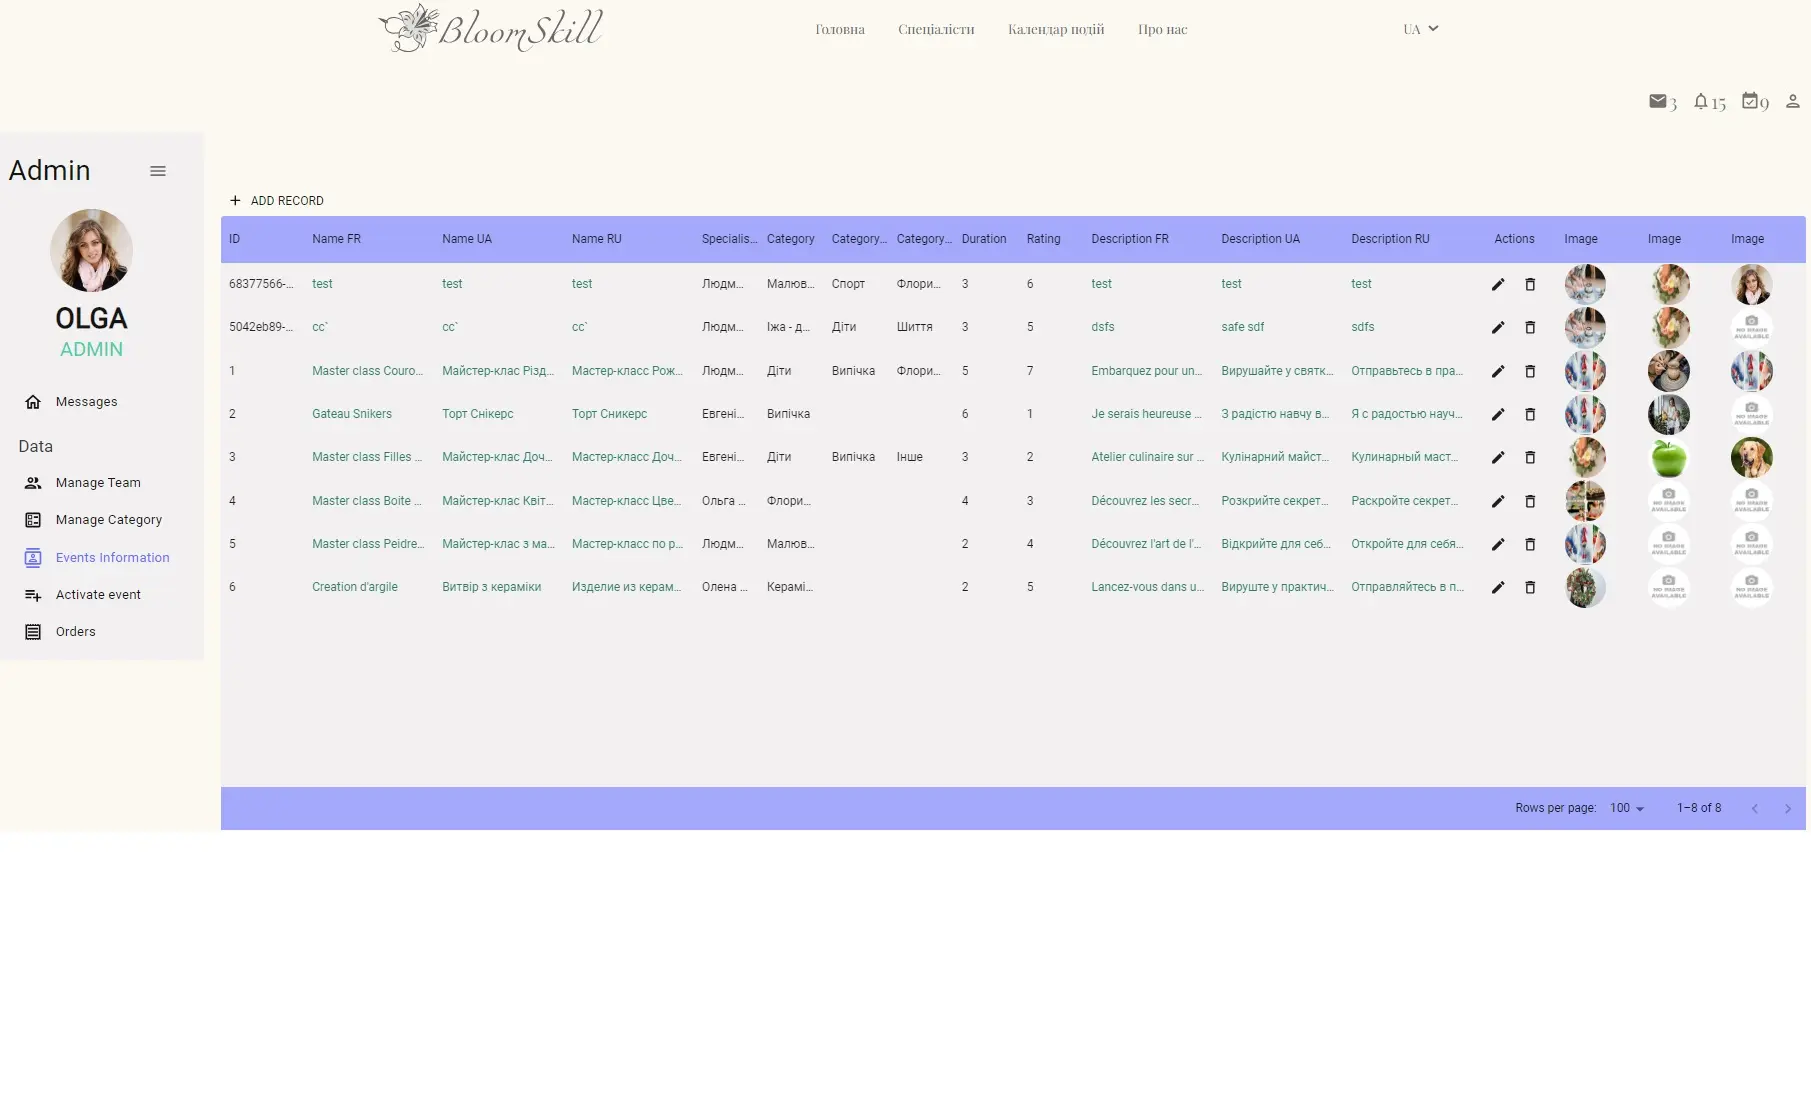 BloomSkill
Головна Спеціалісти Календар подій Про нас UA
3 15 9
Admin
OLGA
ADMIN
Messages
Data
Manage Team
Manage Category
Events Information
Activate event
Orders
ADD RECORD
ID Name FR Name UA Name RU Specialis... Category Category... Category... Duration Rating Description FR Description UA Description RU Actions Image Image Image
68377566-... test test test Людм... Малюв... Спорт Флори... 3 6 test test test
5042eb89-... cc` cc` cc` Людм... Їжа - д... Діти Шиття 3 5 dsfs safe sdf sdfs
NO IMAGE AVAILABLE
1 Master class Couro... Майстер-клас Різд... Мастер-класс Рож... Людм... Діти Випічка Флори... 5 7 Embarquez pour un... Вирушайте у святк... Отправьтесь в пра...
2 Gateau Snikers Торт Снікерс Торт Сникерс Евгені... Випічка 6 1 Je serais heureuse ... З радістю навчу в... Я с радостью науч...
NO IMAGE AVAILABLE
3 Master class Filles ... Майстер-клас Доч... Мастер-класс Доч... Евгені... Діти Випічка Інше 3 2 Atelier culinaire sur ... Кулінарний майст... Кулинарный маст...
4 Master class Boite ... Майстер-клас Квіт... Мастер-класс Цве... Ольга ... Флори... 4 3 Découvrez les secr... Розкрийте секрет... Раскройте секрет...
NO IMAGE AVAILABLE NO IMAGE AVAILABLE
5 Master class Peidre... Майстер-клас з ма... Мастер-класс по р... Людм... Малюв... 2 4 Découvrez l'art de l'... Відкрийте для себ... Откройте для себя...
NO IMAGE AVAILABLE NO IMAGE AVAILABLE
6 Creation d'argile Витвір з кераміки Изделие из керам... Олена ... Керамі... 2 5 Lancez-vous dans u... Вируште у практич... Отправляйтесь в п...
NO IMAGE AVAILABLE NO IMAGE AVAILABLE
Rows per page: 100 1–8 of 8